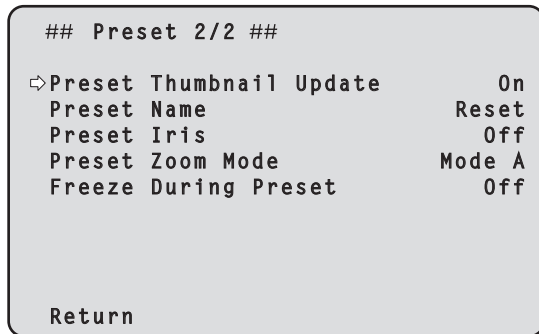 ## Preset 2/2 ##
⇨Preset Thumbnail Update On
Preset Name Reset
Preset Iris Off
Preset Zoom Mode Mode A
Freeze During Preset Off
Return